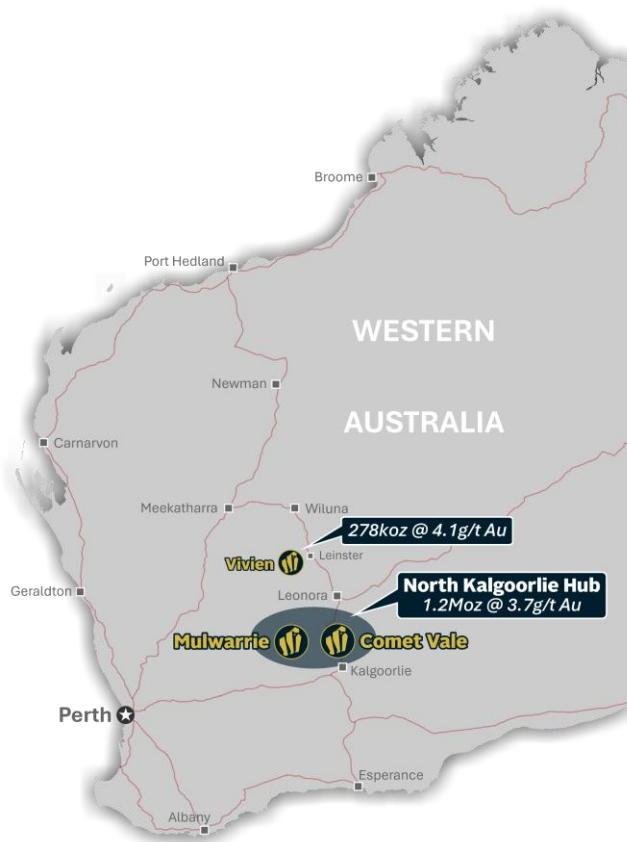 Broome
Port Hedland
WESTERN
Newman
AUSTRALIA
Carnarvon
Meekatharra
Wiluna
278koz @ 4.1g/t Au
Leinster
Vivien
North Kalgoorlie Hub
1.2Moz @ 3.7g/t Au
Geraldton
Leonora
Mulwarrie
Comet Vale
Kalgoorlie
Perth
Esperance
Albany